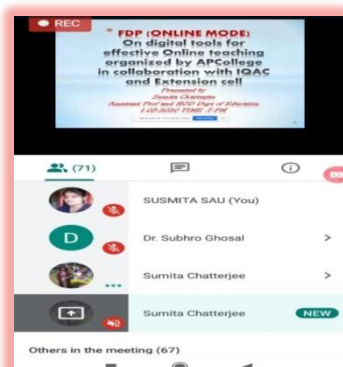 REC
FDP (ONLINE MODE)
On digital tools for
effective Online teaching
organized by APCollege
in collaboration with IQAC
and Extension cell
Presented by
Sumita Chatterjee
Assistant Prof and HOD Dept of Education
TIME
(71)
SUSMITA SAU (You)
D
Dr. Subhro Ghosal
Sumita Chatterjee
Sumita Chatterjee
NEW
Others in the meeting (67)